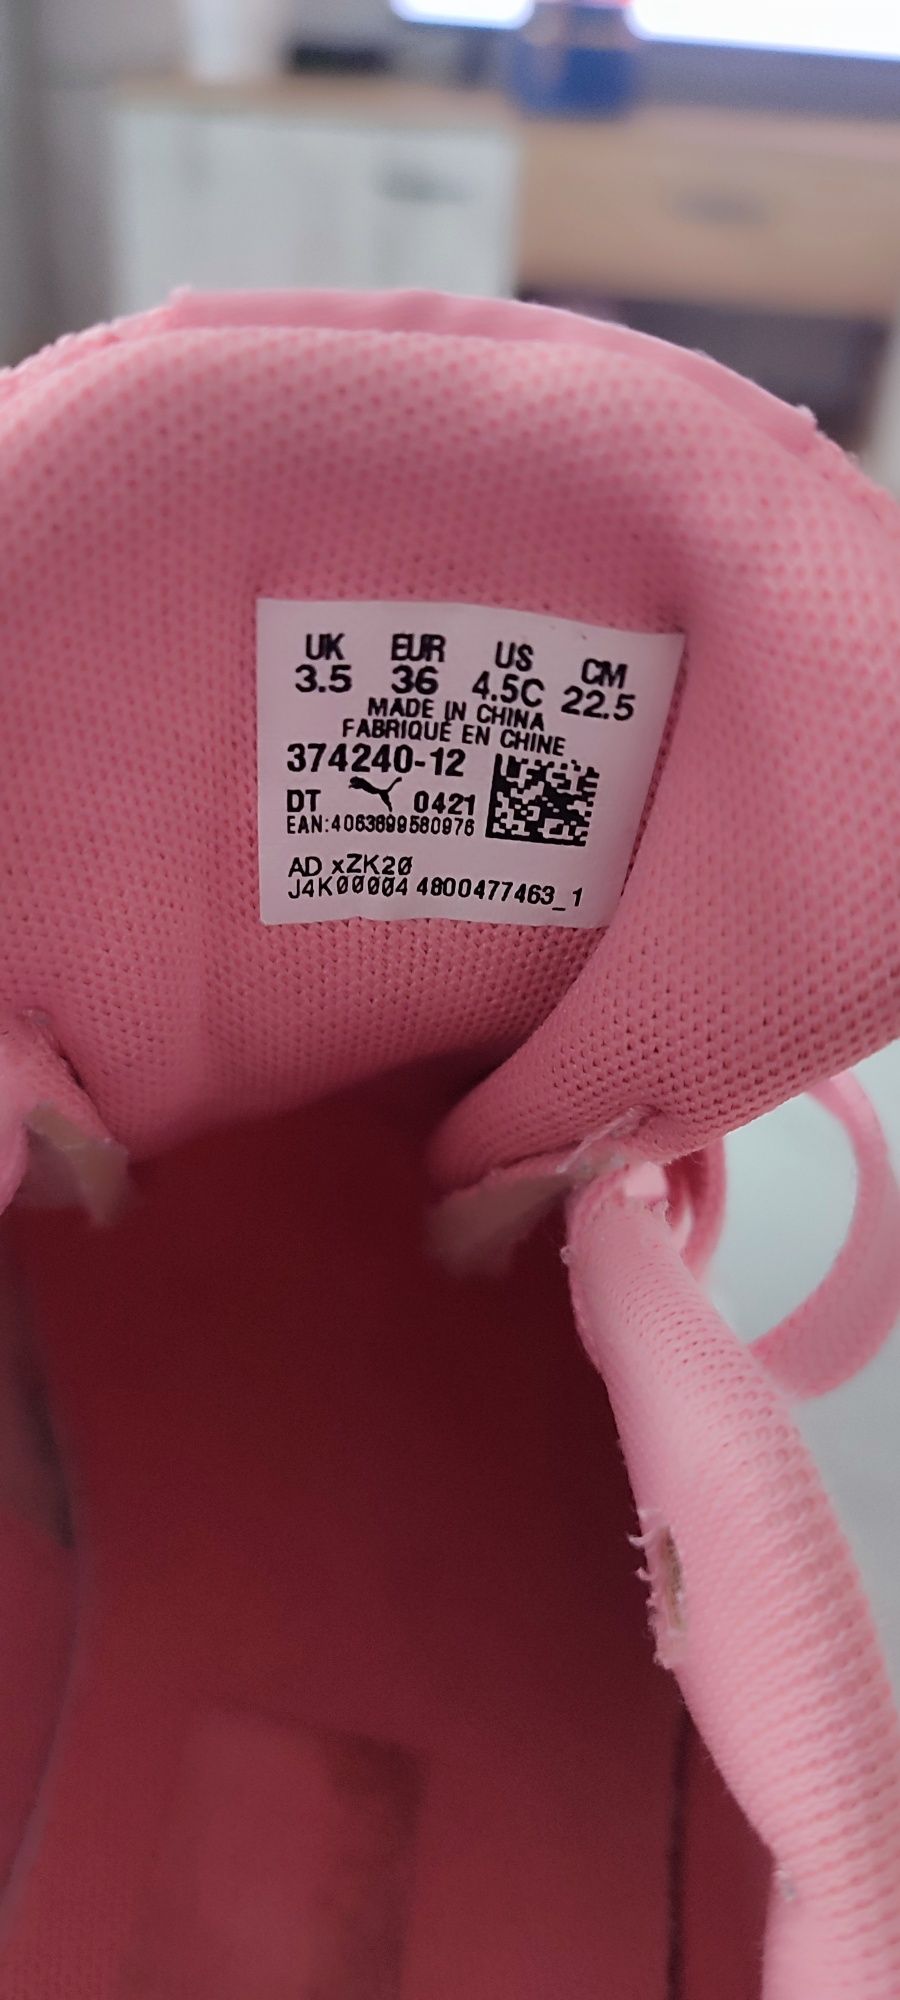 UK EUR US CM
3.5 36 4.5C 22.5
MADE IN CHINA
FABRIQUÉ EN CHINE
374240-12
DT 0421
EAN:4063699580976
AD xZK20
J4K00004 4800477463_1